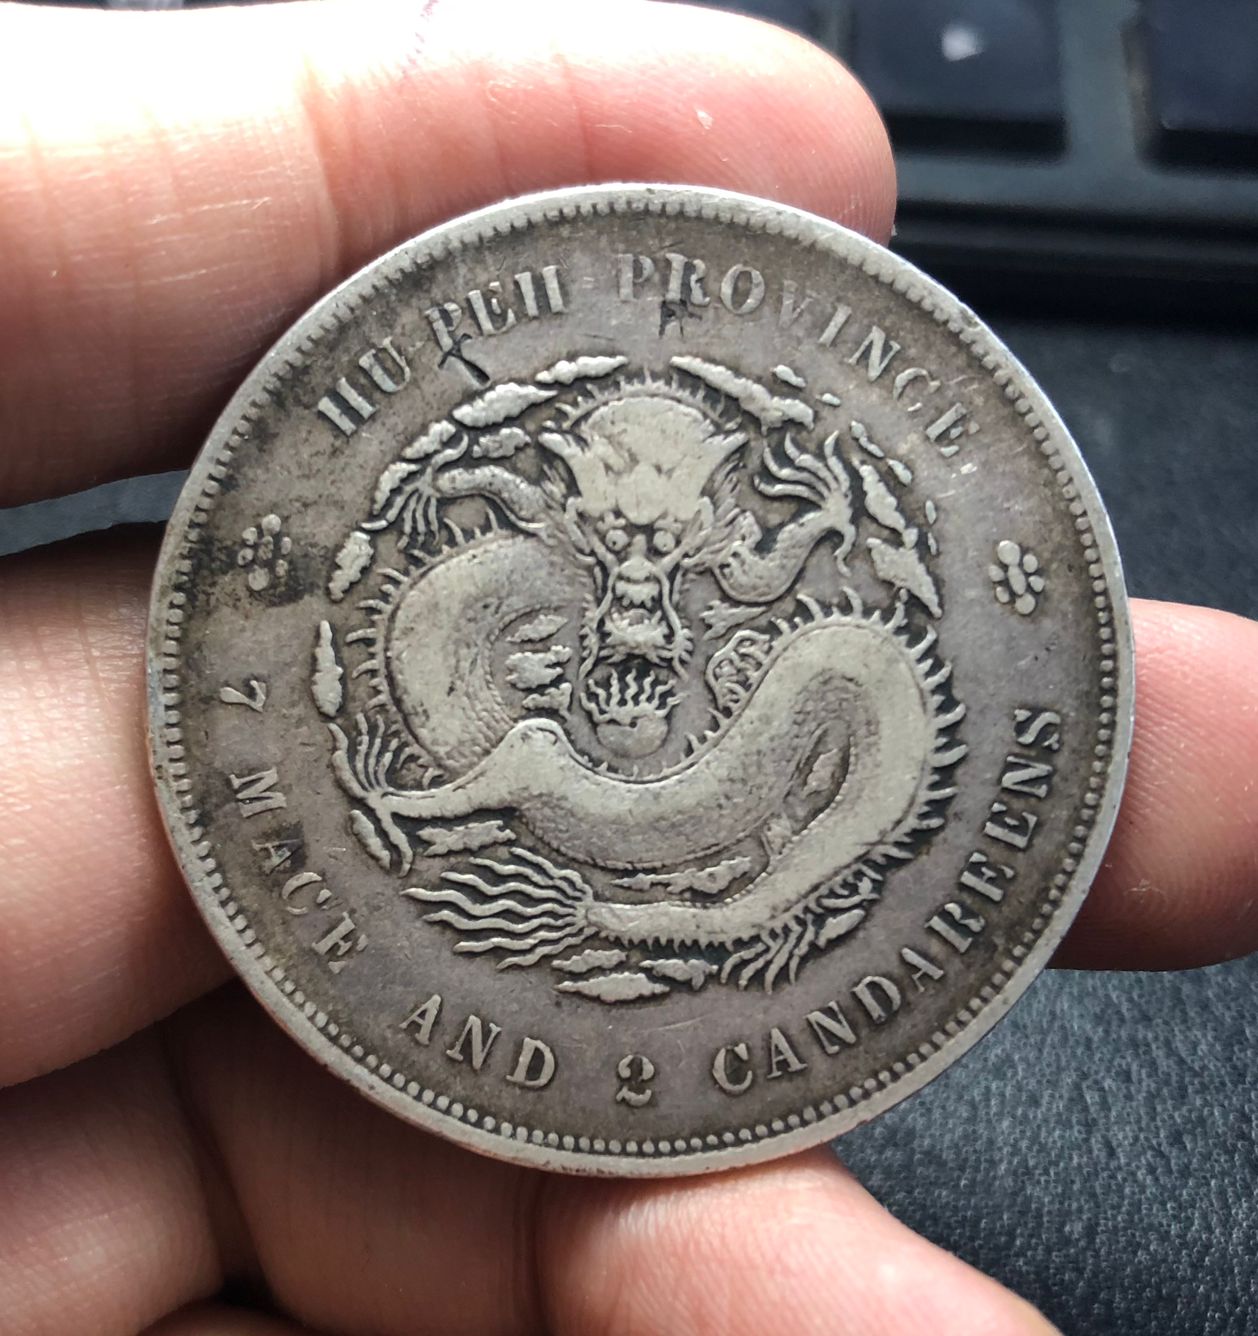 HU-PEH PROVINCE.
7 MACE AND 2 CANDAREENS